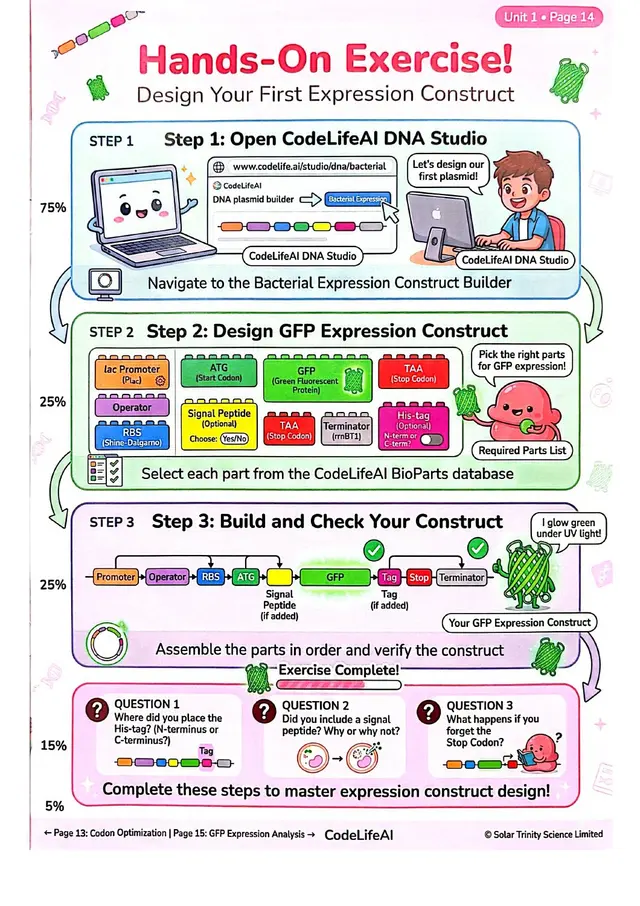 Unit 1 • Page 14
Hands-On Exercise!
Design Your First Expression Construct
STEP 1
Step 1: Open CodeLifeAI DNA Studio
75%
www.codelife.ai/studio/dna/bacterial
CodeLifeAI
DNA plasmid builder
Bacterial Expression
CodeLifeAI DNA Studio
Let's design our
first plasmid!
CodeLifeAI DNA Studio
Navigate to the Bacterial Expression Construct Builder
STEP 2
Step 2: Design GFP Expression Construct
25%
lac Promoter
(Plac)
Operator
RBS
(Shine-Dalgarno)
ATG
(Start Codon)
GFP
(Green Fluorescent
Protein)
TAA
(Stop Codon)
Signal Peptide
(Optional)
Choose: Yes/No
TAA
(Stop Codon)
Terminator
(rrnBT1)
His-tag
(Optional)
N-term or
C-term?
Pick the right parts
for GFP expression!
Required Parts List
Select each part from the CodeLifeAI BioParts database
STEP 3
Step 3: Build and Check Your Construct
25%
I glow green
under UV light!
Promoter
Operator
RBS
ATG
GFP
Tag
Stop
Terminator
Signal
Peptide
(if added)
Tag
(if added)
Your GFP Expression Construct
Assemble the parts in order and verify the construct
Exercise Complete!
15%
?
QUESTION 1
Where did you place the
His-tag? (N-terminus or
C-terminus?)
Tag
?
QUESTION 2
Did you include a signal
peptide? Why or why not?
?
QUESTION 3
What happens if you
forget the
Stop Codon?
?
Complete these steps to master expression construct design!
5%
← Page 13: Codon Optimization | Page 15: GFP Expression Analysis →
CodeLifeAI
© Solar Trinity Science Limited